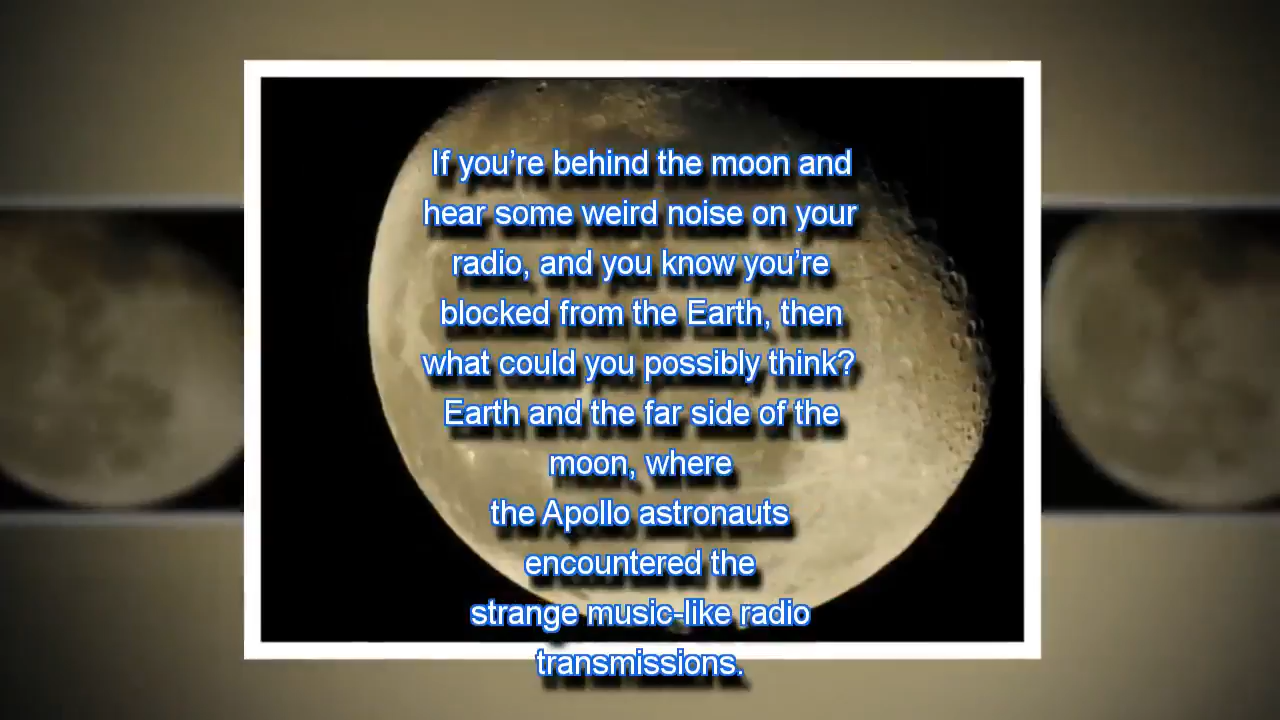 If you’re behind the moon and
hear some weird noise on your
radio, and you know you’re
blocked from the Earth, then
what could you possibly think?
Earth and the far side of the
moon, where
the Apollo astronauts
encountered the
strange music-like radio
transmissions.